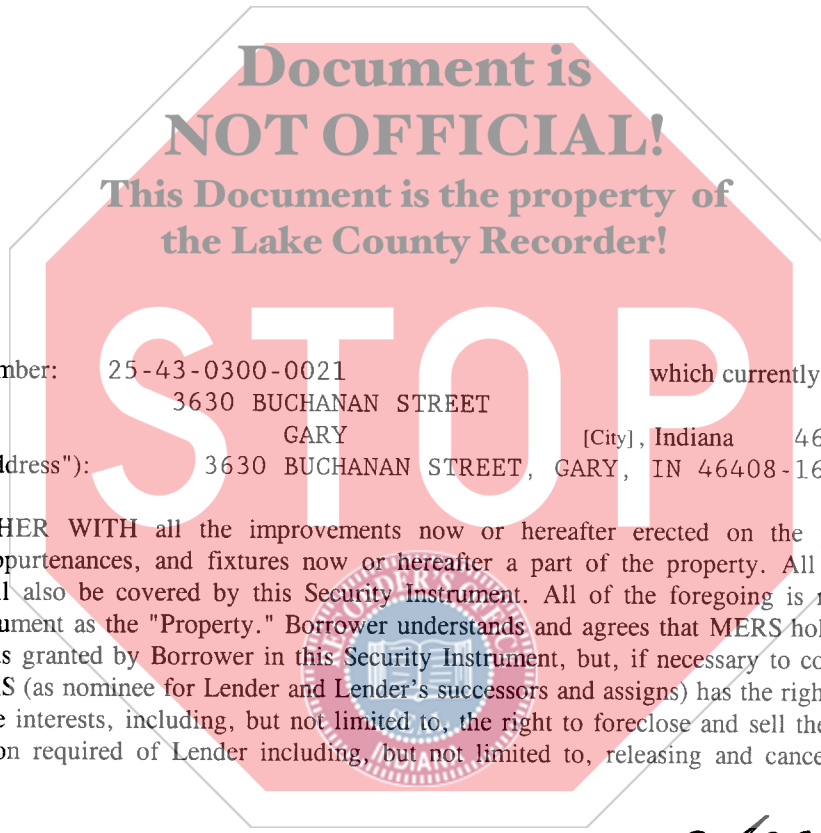 Document is
NOT OFFICIAL!
This Document is the property of
the Lake County Recorder!
STOP
mber: 25-43-0300-0021 which currently
3630 BUCHANAN STREET
GARY [City], Indiana 46
ddress"): 3630 BUCHANAN STREET, GARY, IN 46408-16
HER WITH all the improvements now or hereafter erected on the
ppurtenances, and fixtures now or hereafter a part of the property. All
l also be covered by this Security Instrument. All of the foregoing is r
ument as the "Property." Borrower understands and agrees that MERS hol
s granted by Borrower in this Security Instrument, but, if necessary to co
S (as nominee for Lender and Lender's successors and assigns) has the righ
e interests, including, but not limited to, the right to foreclose and sell the
on required of Lender including, but not limited to, releasing and cance
RECORDER'S OFFICE
INDIANA